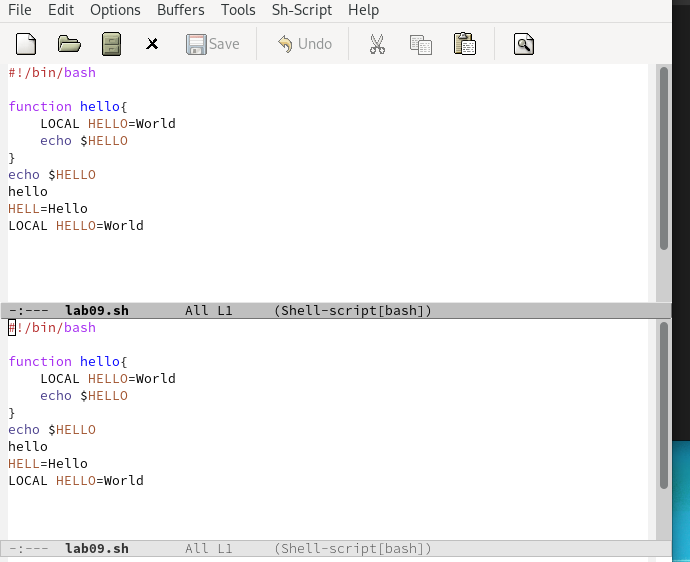 File Edit Options Buffers Tools Sh-Script Help
Save Undo
#!/bin/bash
function hello{
    LOCAL HELLO=World
    echo $HELLO
}
echo $HELLO
hello
HELL=Hello
LOCAL HELLO=World
-:--- lab09.sh All L1 (Shell-script[bash])
#!/bin/bash
function hello{
    LOCAL HELLO=World
    echo $HELLO
}
echo $HELLO
hello
HELL=Hello
LOCAL HELLO=World
-:--- lab09.sh All L1 (Shell-script[bash])